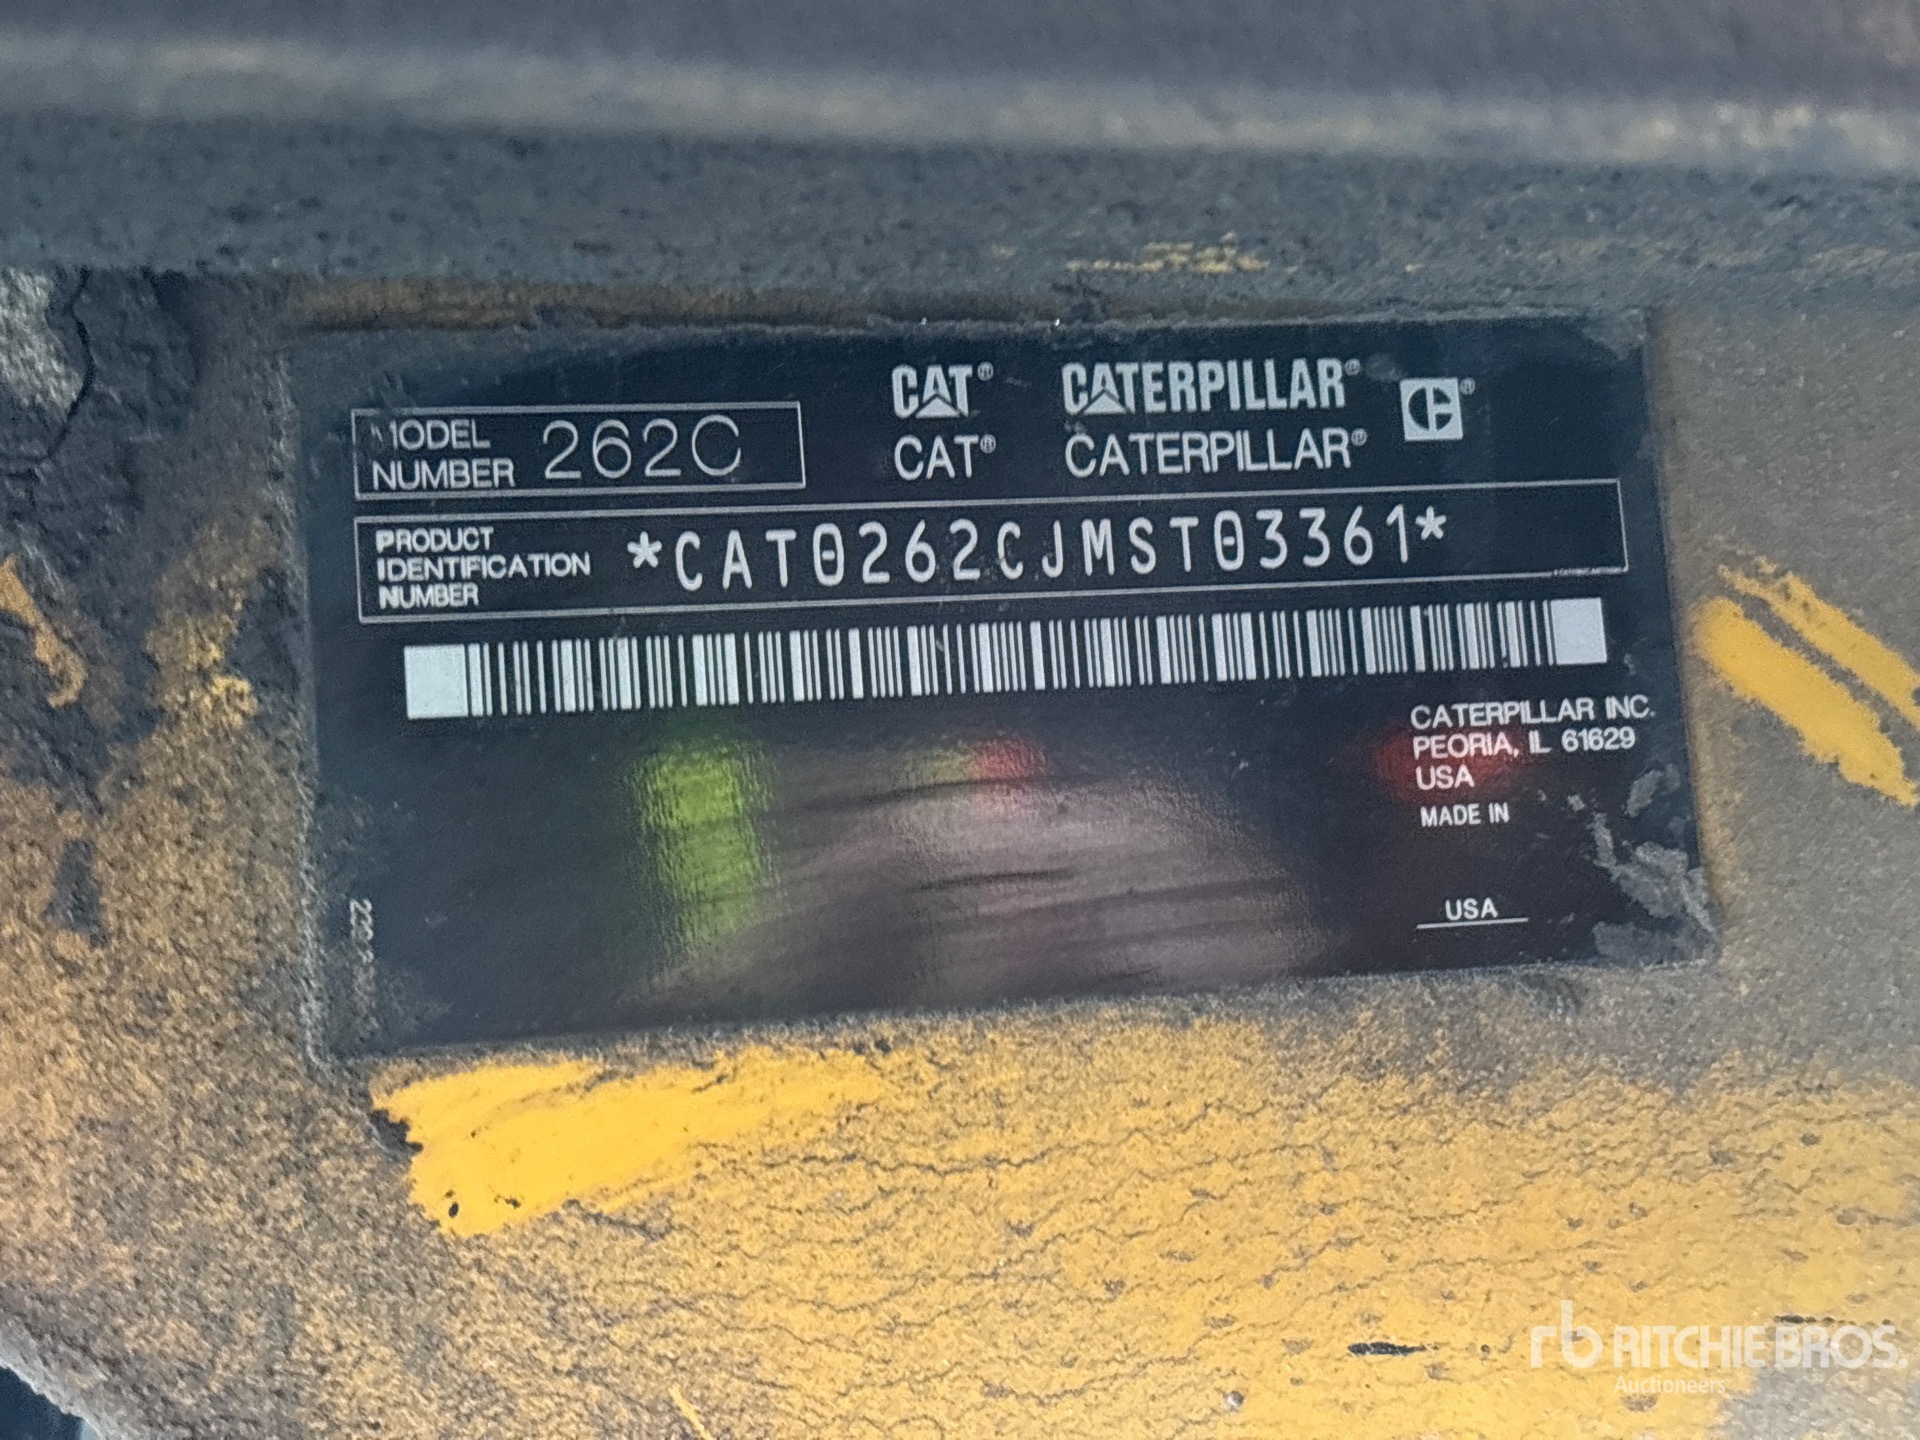 CAT® CATERPILLAR®
MODEL NUMBER 262C CAT® CATERPILLAR®
PRODUCT
IDENTIFICATION
NUMBER
*CAT0262CJMST03361*
CATERPILLAR INC.
PEORIA, IL 61629
USA
MADE IN
USA
rb RITCHIE BROS.
Auctioneers